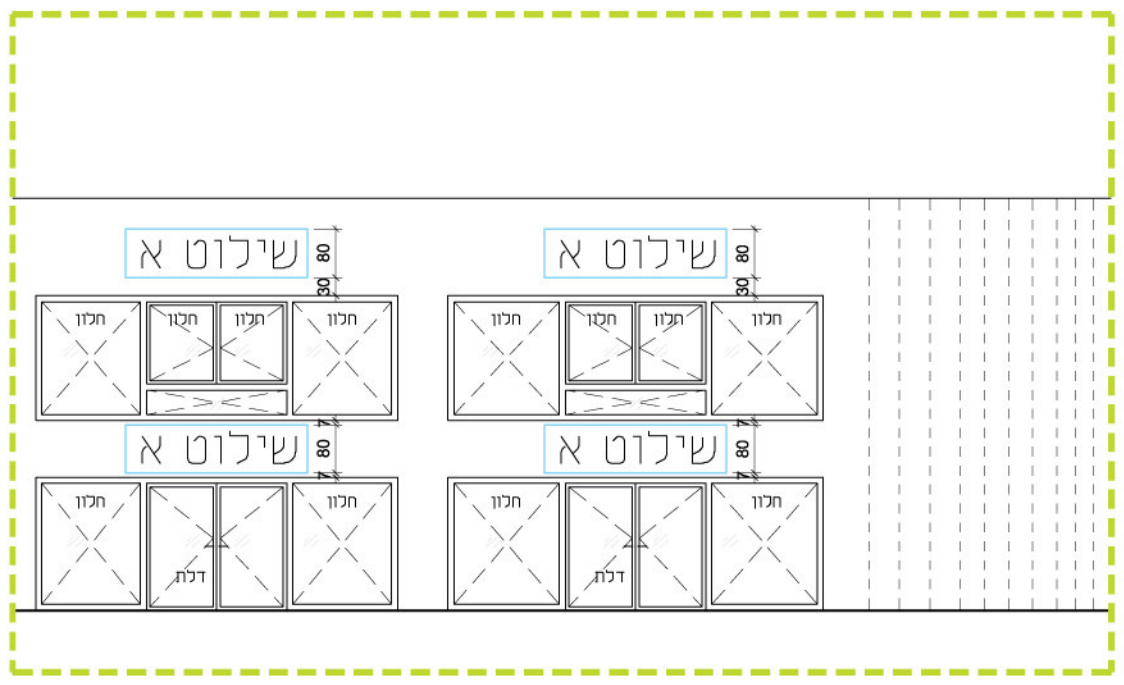 שילוט א 80 שילוט א 80
30 30
חלון חלון חלון חלון חלון חלון חלון חלון
7 7
שילוט א 80 שילוט א 80
7 7
חלון חלון חלון חלון
דלת דלת